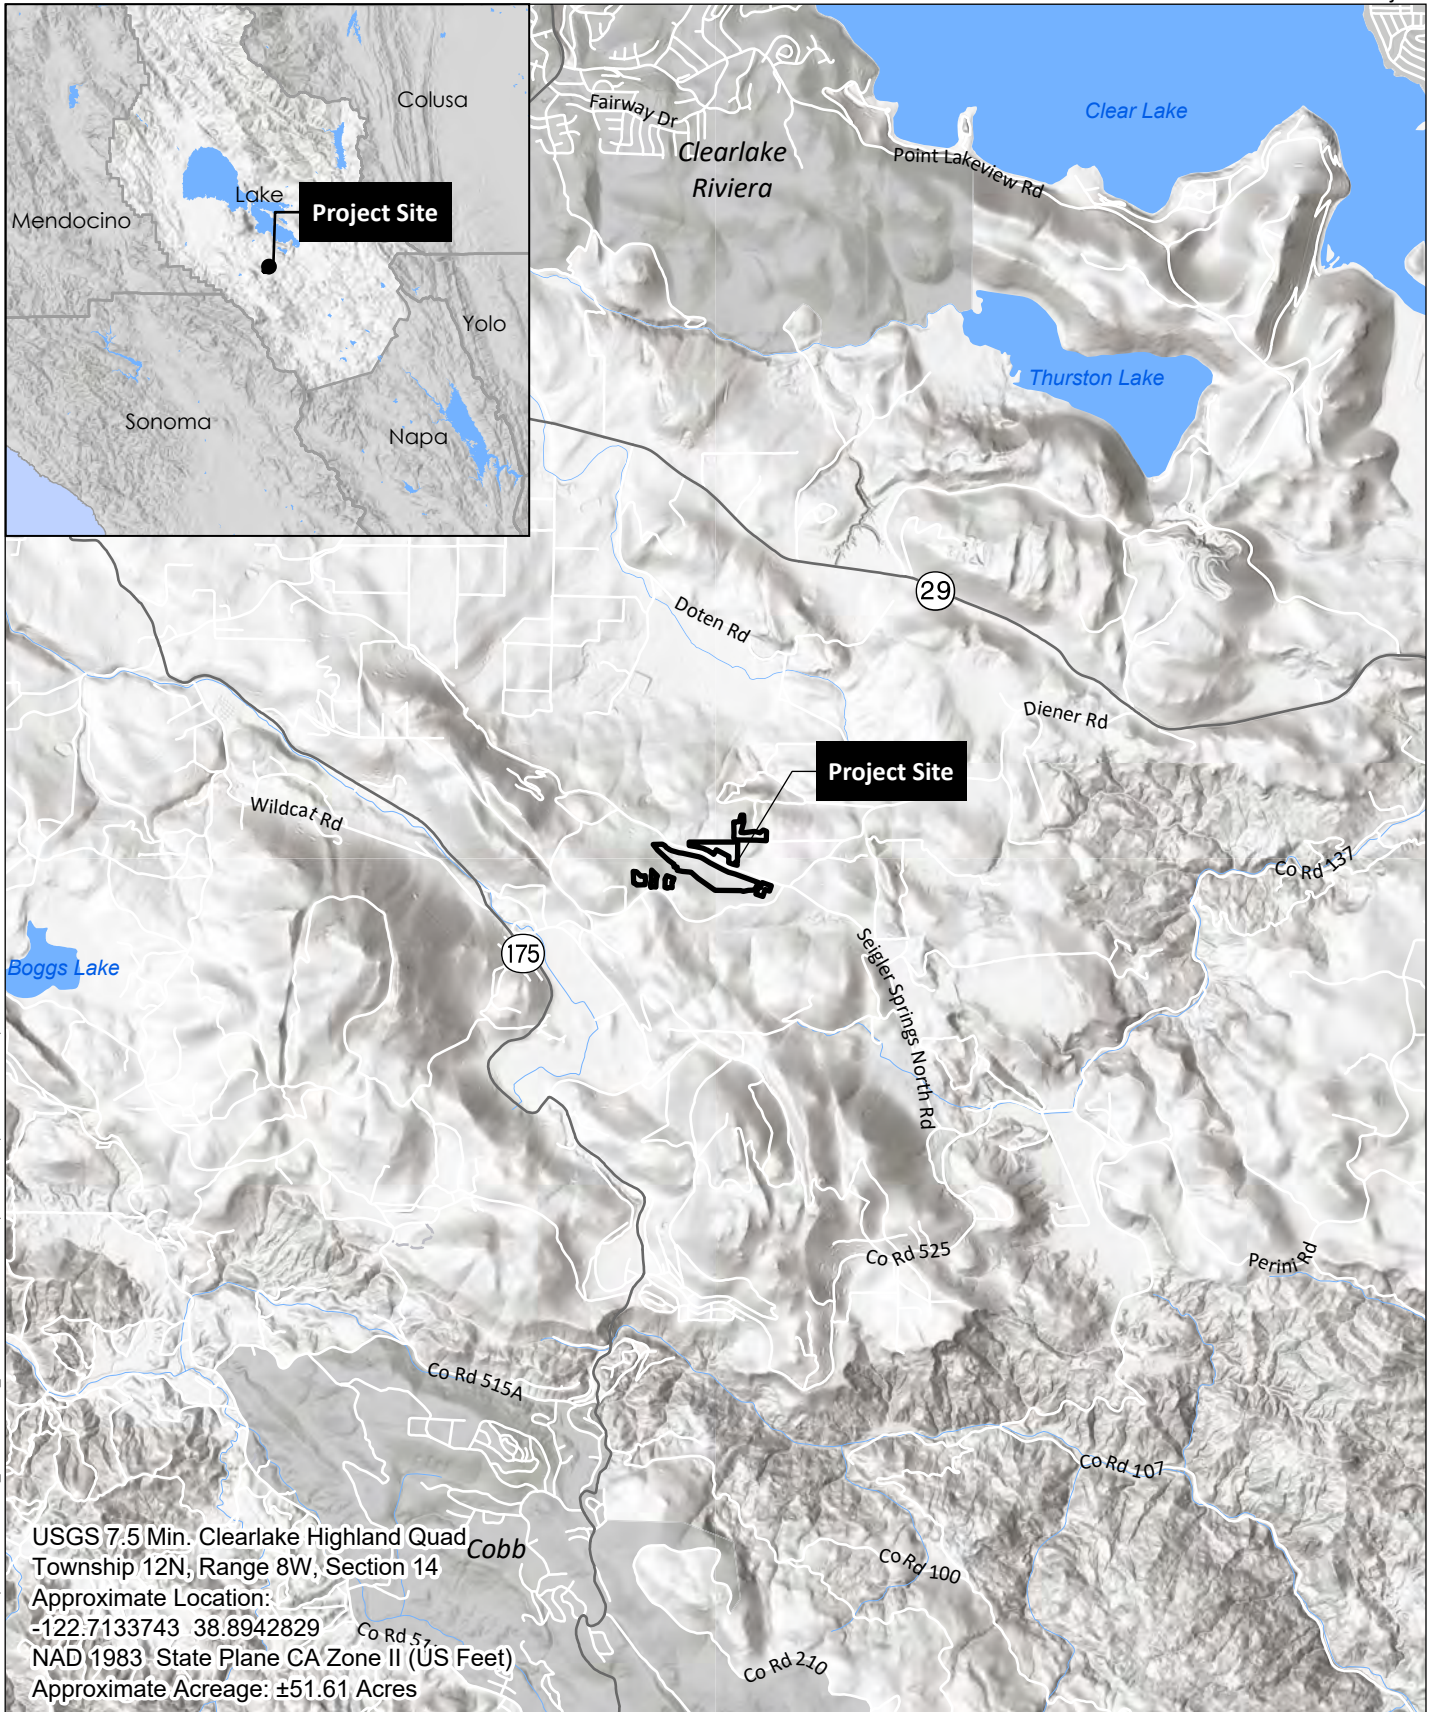 Colusa
Lake
Mendocino
Project Site
Yolo
Sonoma
Napa
Fairway Dr
Clearlake
Riviera
Point Lakeview Rd
Clear Lake
Thurston Lake
29
Doten Rd
Diener Rd
Project Site
Wildcat Rd
Co Rd 137
175
Boggs Lake
Seigler Springs North Rd
Co Rd 525
Perini Rd
Co Rd 515A
Co Rd 107
Cobb
Co Rd 100
Co Rd 210
Co Rd 51
USGS 7.5 Min. Clearlake Highland Quad
Township 12N, Range 8W, Section 14
Approximate Location:
-122.7133743 38.8942829
NAD 1983 State Plane CA Zone II (US Feet)
Approximate Acreage: ±51.61 Acres